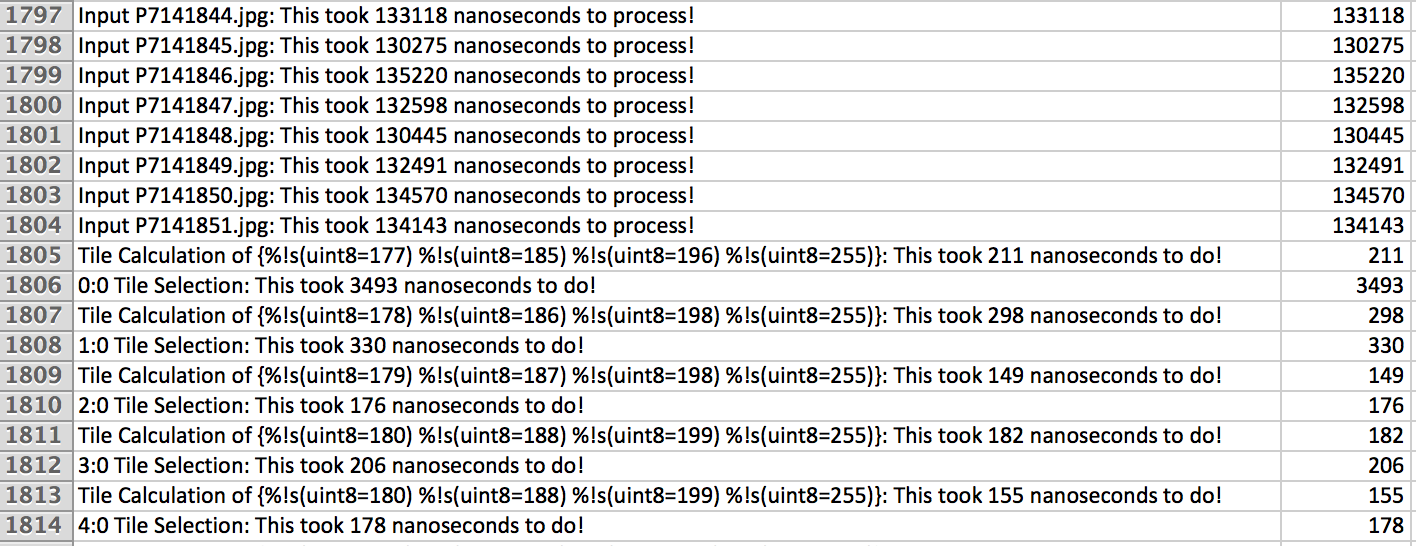 1797 Input P7141844.jpg: This took 133118 nanoseconds to process! 133118
1798 Input P7141845.jpg: This took 130275 nanoseconds to process! 130275
1799 Input P7141846.jpg: This took 135220 nanoseconds to process! 135220
1800 Input P7141847.jpg: This took 132598 nanoseconds to process! 132598
1801 Input P7141848.jpg: This took 130445 nanoseconds to process! 130445
1802 Input P7141849.jpg: This took 132491 nanoseconds to process! 132491
1803 Input P7141850.jpg: This took 134570 nanoseconds to process! 134570
1804 Input P7141851.jpg: This took 134143 nanoseconds to process! 134143
1805 Tile Calculation of {%!s(uint8=177) %!s(uint8=185) %!s(uint8=196) %!s(uint8=255)}: This took 211 nanoseconds to do! 211
1806 0:0 Tile Selection: This took 3493 nanoseconds to do! 3493
1807 Tile Calculation of {%!s(uint8=178) %!s(uint8=186) %!s(uint8=198) %!s(uint8=255)}: This took 298 nanoseconds to do! 298
1808 1:0 Tile Selection: This took 330 nanoseconds to do! 330
1809 Tile Calculation of {%!s(uint8=179) %!s(uint8=187) %!s(uint8=198) %!s(uint8=255)}: This took 149 nanoseconds to do! 149
1810 2:0 Tile Selection: This took 176 nanoseconds to do! 176
1811 Tile Calculation of {%!s(uint8=180) %!s(uint8=188) %!s(uint8=199) %!s(uint8=255)}: This took 182 nanoseconds to do! 182
1812 3:0 Tile Selection: This took 206 nanoseconds to do! 206
1813 Tile Calculation of {%!s(uint8=180) %!s(uint8=188) %!s(uint8=199) %!s(uint8=255)}: This took 155 nanoseconds to do! 155
1814 4:0 Tile Selection: This took 178 nanoseconds to do! 178